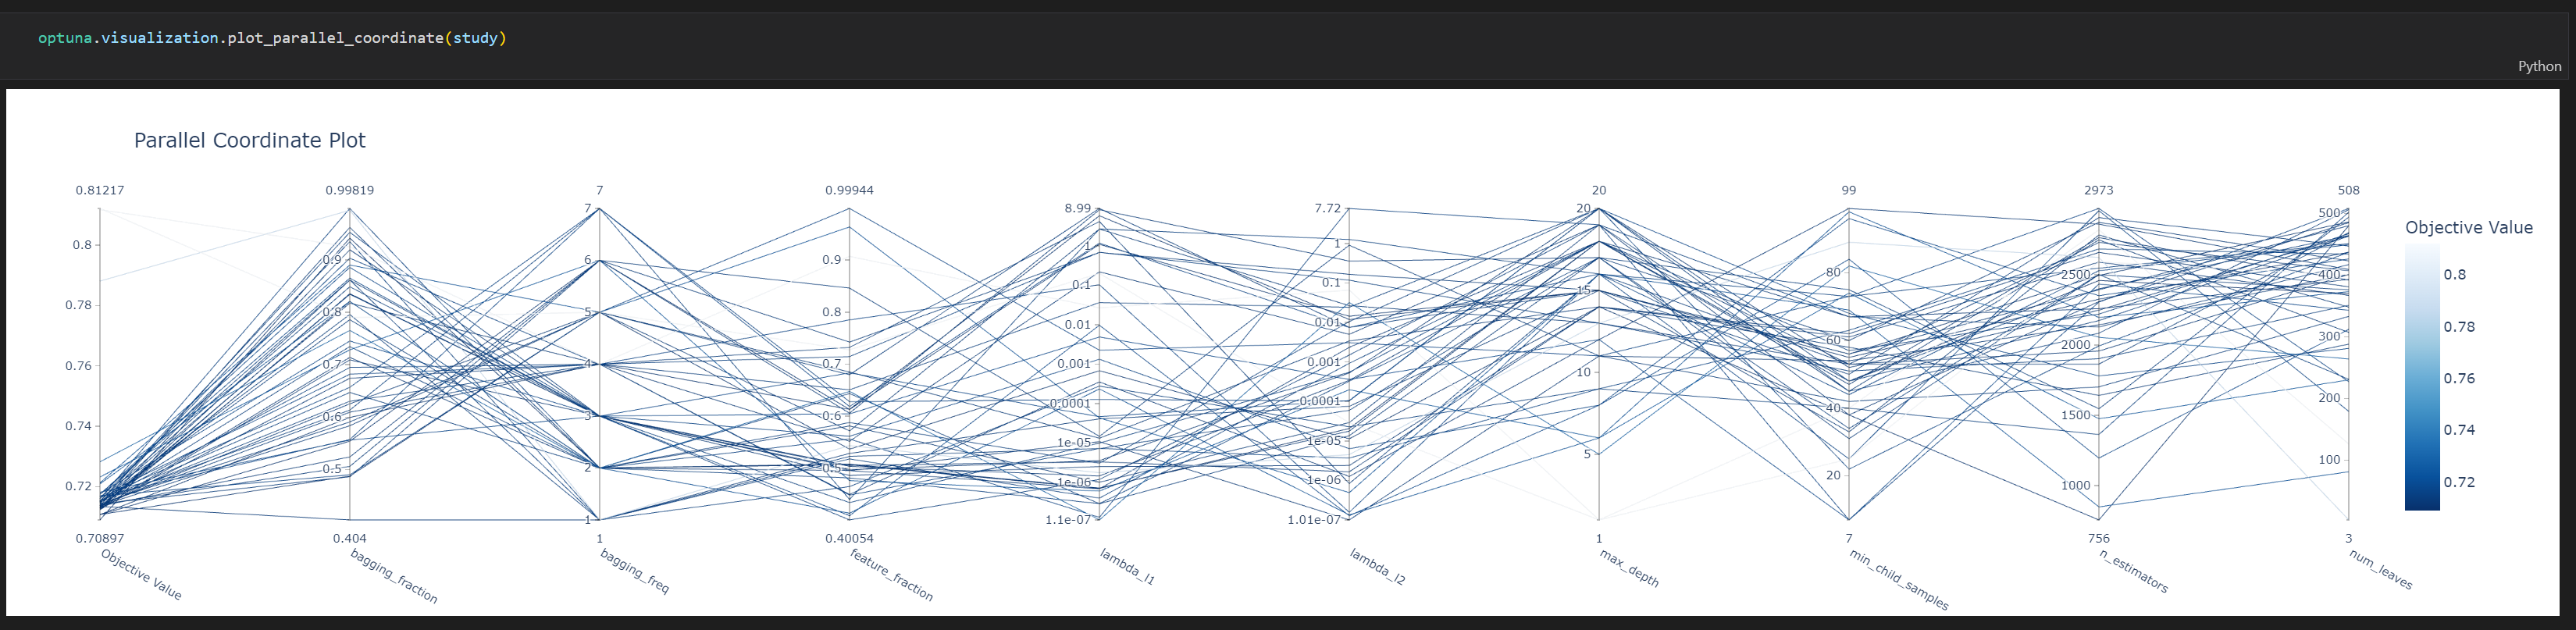 optuna.visualization.plot_parallel_coordinate(study)
Python
Parallel Coordinate Plot
0.81217 0.99819 7 0.99944 20 99 2973 508
7 8.99 7.72 20 500
0.8 0.9 6 0.9 1 1 80 2500 400
0.78 0.8 5 0.8 0.1 0.1 15 60 2000 300
0.76 0.7 4 0.7 0.01 0.01 10 40 1500 200
0.74 0.6 3 0.6 0.001 0.001 5 20 1000 100
0.72 0.5 2 0.5 0.0001 0.0001
1e-05 1e-05
1e-06 1e-06
1 1.1e-07 1.01e-07
0.70897 0.404 1 0.40054 1 7 756 3
Objective Value
bagging_fraction
bagging_freq
feature_fraction
lambda_l1
lambda_l2
max_depth
min_child_samples
n_estimators
num_leaves
Objective Value
0.8
0.78
0.76
0.74
0.72